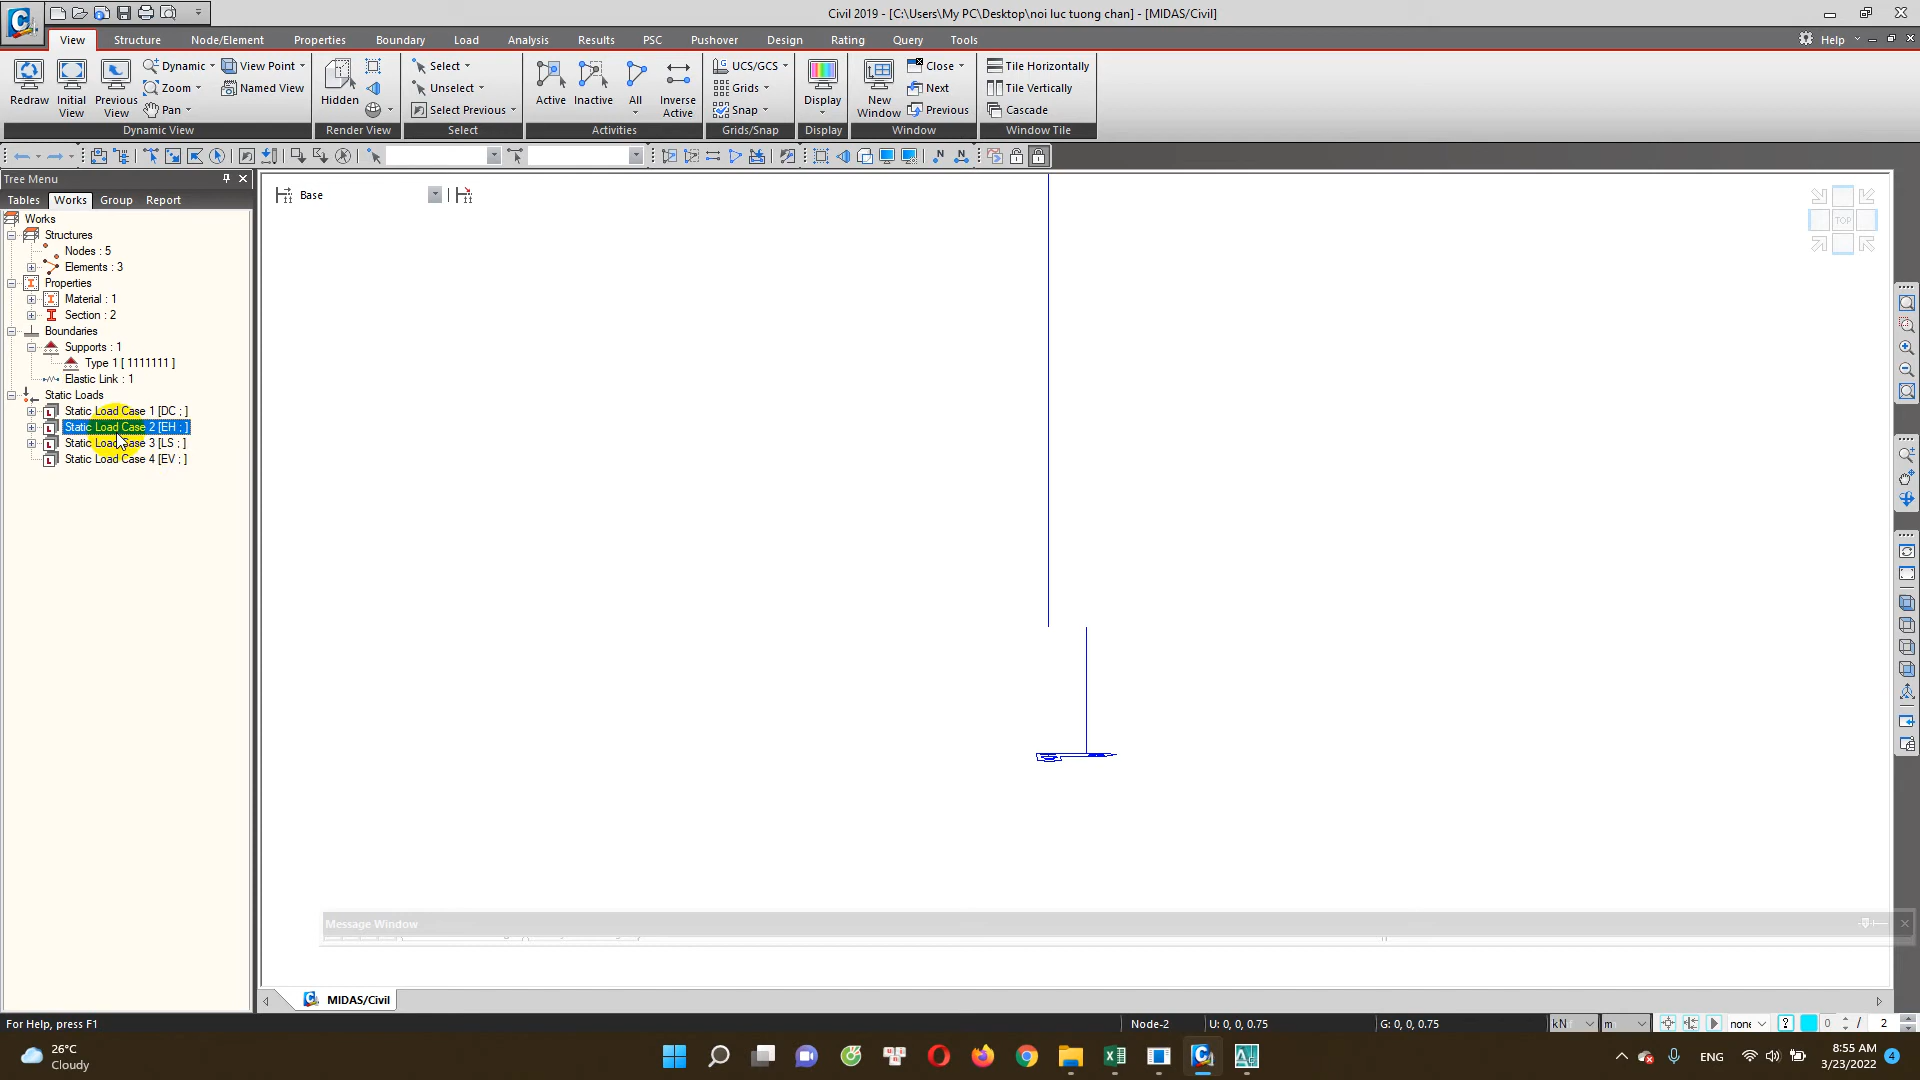 Civil 2019 - [C:\Users\My PC\Desktop\noi luc tuong chan] - [MIDAS/Civil]
View
Structure
Node/Element
Properties
Boundary
Load
Analysis
Results
PSC
Pushover
Design
Rating
Query
Tools
Help
Redraw
Initial View
Previous View
Dynamic
Zoom
Pan
View Point
Named View
Dynamic View
Hidden
Render View
Select
Unselect
Select Previous
Select
Active
Inactive
All
Inverse Active
Activities
UCS/GCS
Grids
Snap
Grids/Snap
Display
Display
New Window
Close
Next
Previous
Window
Tile Horizontally
Tile Vertically
Cascade
Window Tile
Tree Menu
Tables
Works
Group
Report
Works
Structures
Nodes : 5
Elements : 3
Properties
Material : 1
Section : 2
Boundaries
Supports : 1
Type 1 [ 1111111 ]
Elastic Link : 1
Static Loads
Static Load Case 1 [DC ; ]
Static Load Case 2 [EH ; ]
Static Load Case 3 [LS ; ]
Static Load Case 4 [EV ; ]
Base
TOP
Message Window
MIDAS/Civil
For Help, press F1
Node-2
U: 0, 0, 0.75
G: 0, 0, 0.75
kN
m
none
0
/
2
26°C
Cloudy
ENG
8:55 AM
3/23/2022
4